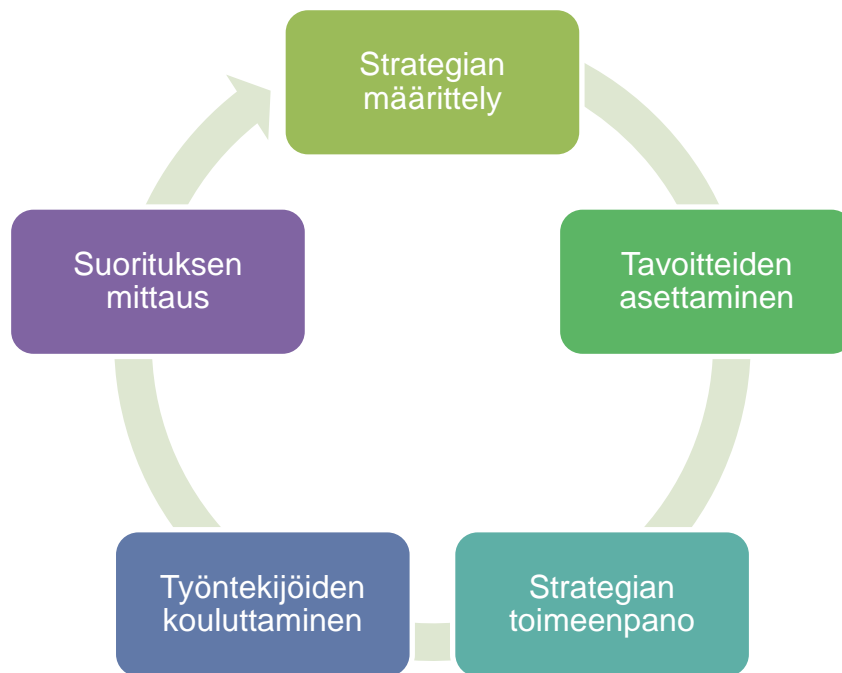 Strategian
määrittely
Tavoitteiden
asettaminen
Strategian
toimeenpano
Työntekijöiden
kouluttaminen
Suorituksen
mittaus